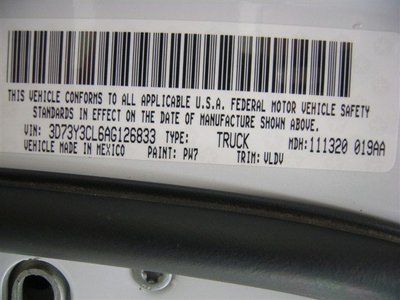 THIS VEHICLE CONFORMS TO ALL APPLICABLE U.S.A. FEDERAL MOTOR VEHICLE SAFETY
STANDARDS IN EFFECT ON THE DATE OF MANUFACTURE SHOWN ABOVE.
VIN: 3D73Y3CL6AG126833 TYPE: TRUCK MDH: 111320 019AA
VEHICLE MADE IN MEXICO PAINT: PW7 TRIM: VLDV